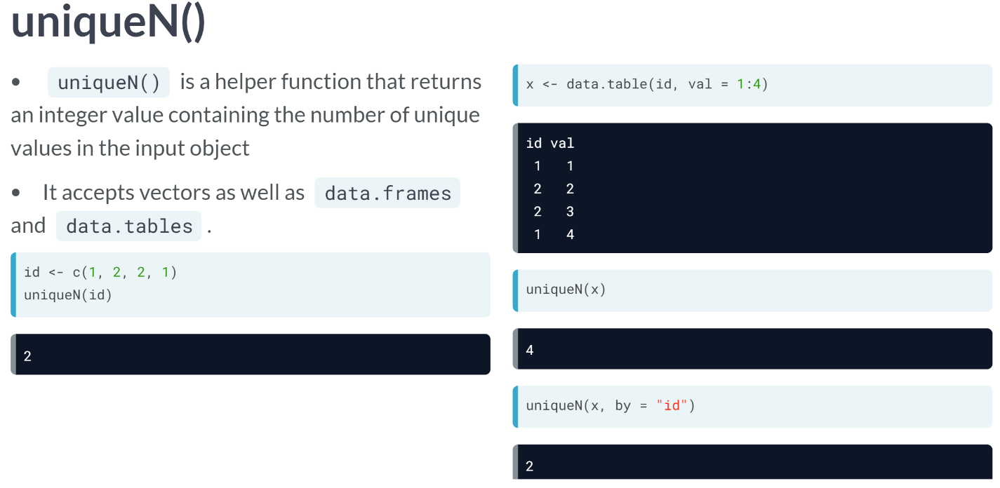 uniqueN()
• uniqueN() is a helper function that returns
an integer value containing the number of unique
values in the input object
• It accepts vectors as well as data.frames
and data.tables .
id <- c(1, 2, 2, 1)
uniqueN(id)
2
x <- data.table(id, val = 1:4)
id val
 1   1
 2   2
 2   3
 1   4
uniqueN(x)
4
uniqueN(x, by = "id")
2